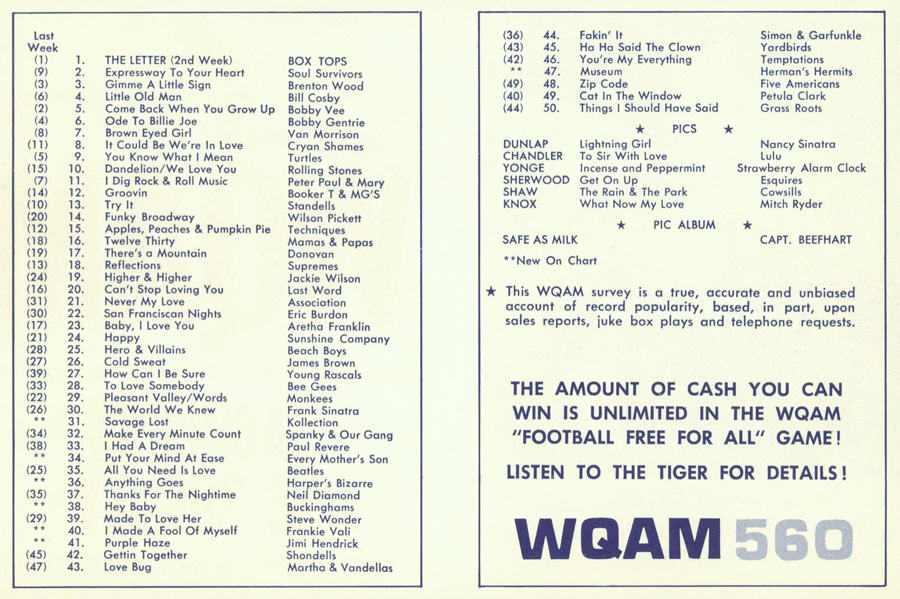 Last
Week
(1) 1. THE LETTER (2nd Week) BOX TOPS
(9) 2. Expressway To Your Heart Soul Survivors
(3) 3. Gimme A Little Sign Brenton Wood
(6) 4. Little Old Man Bill Cosby
(2) 5. Come Back When You Grow Up Bobby Vee
(4) 6. Ode To Billie Joe Bobby Gentrie
(8) 7. Brown Eyed Girl Van Morrison
(11) 8. It Could Be We're In Love Cryan Shames
(5) 9. You Know What I Mean Turtles
(15) 10. Dandelion/We Love You Rolling Stones
(7) 11. I Dig Rock & Roll Music Peter Paul & Mary
(14) 12. Groovin Booker T & MG'S
(10) 13. Try It Standells
(20) 14. Funky Broadway Wilson Pickett
(12) 15. Apples, Peaches & Pumpkin Pie Techniques
(18) 16. Twelve Thirty Mamas & Papas
(19) 17. There's a Mountain Donovan
(13) 18. Reflections Supremes
(24) 19. Higher & Higher Jackie Wilson
(16) 20. Can't Stop Loving You Last Word
(31) 21. Never My Love Association
(30) 22. San Franciscan Nights Eric Burdon
(17) 23. Baby, I Love You Aretha Franklin
(21) 24. Happy Sunshine Company
(28) 25. Hero & Villains Beach Boys
(27) 26. Cold Sweat James Brown
(39) 27. How Can I Be Sure Young Rascals
(33) 28. To Love Somebody Bee Gees
(22) 29. Pleasant Valley/Words Monkees
(26) 30. The World We Knew Frank Sinatra
** 31. Savage Lost Kollection
(34) 32. Make Every Minute Count Spanky & Our Gang
(38) 33. I Had A Dream Paul Revere
** 34. Put Your Mind At Ease Every Mother's Son
(25) 35. All You Need Is Love Beatles
** 36. Anything Goes Harper's Bizarre
(35) 37. Thanks For The Nightime Neil Diamond
** 38. Hey Baby Buckinghams
(29) 39. Made To Love Her Steve Wonder
** 40. I Made A Fool Of Myself Frankie Vali
** 41. Purple Haze Jimi Hendrick
(45) 42. Gettin Together Shondells
(47) 43. Love Bug Martha & Vandellas
(36) 44. Fakin' It Simon & Garfunkle
(43) 45. Ha Ha Said The Clown Yardbirds
(42) 46. You're My Everything Temptations
** 47. Museum Herman's Hermits
(49) 48. Zip Code Five Americans
(40) 49. Cat In The Window Petula Clark
(44) 50. Things I Should Have Said Grass Roots
★ PICS ★
DUNLAP Lightning Girl Nancy Sinatra
CHANDLER To Sir With Love Lulu
YONGE Incense and Peppermint Strawberry Alarm Clock
SHERWOOD Get On Up Esquires
SHAW The Rain & The Park Cowsills
KNOX What Now My Love Mitch Ryder
★ PIC ALBUM ★
SAFE AS MILK CAPT. BEEFHART
**New On Chart
★ This WQAM survey is a true, accurate and unbiased
account of record popularity, based, in part, upon
sales reports, juke box plays and telephone requests.
THE AMOUNT OF CASH YOU CAN
WIN IS UNLIMITED IN THE WQAM
"FOOTBALL FREE FOR ALL" GAME!
LISTEN TO THE TIGER FOR DETAILS!
WQAM 560